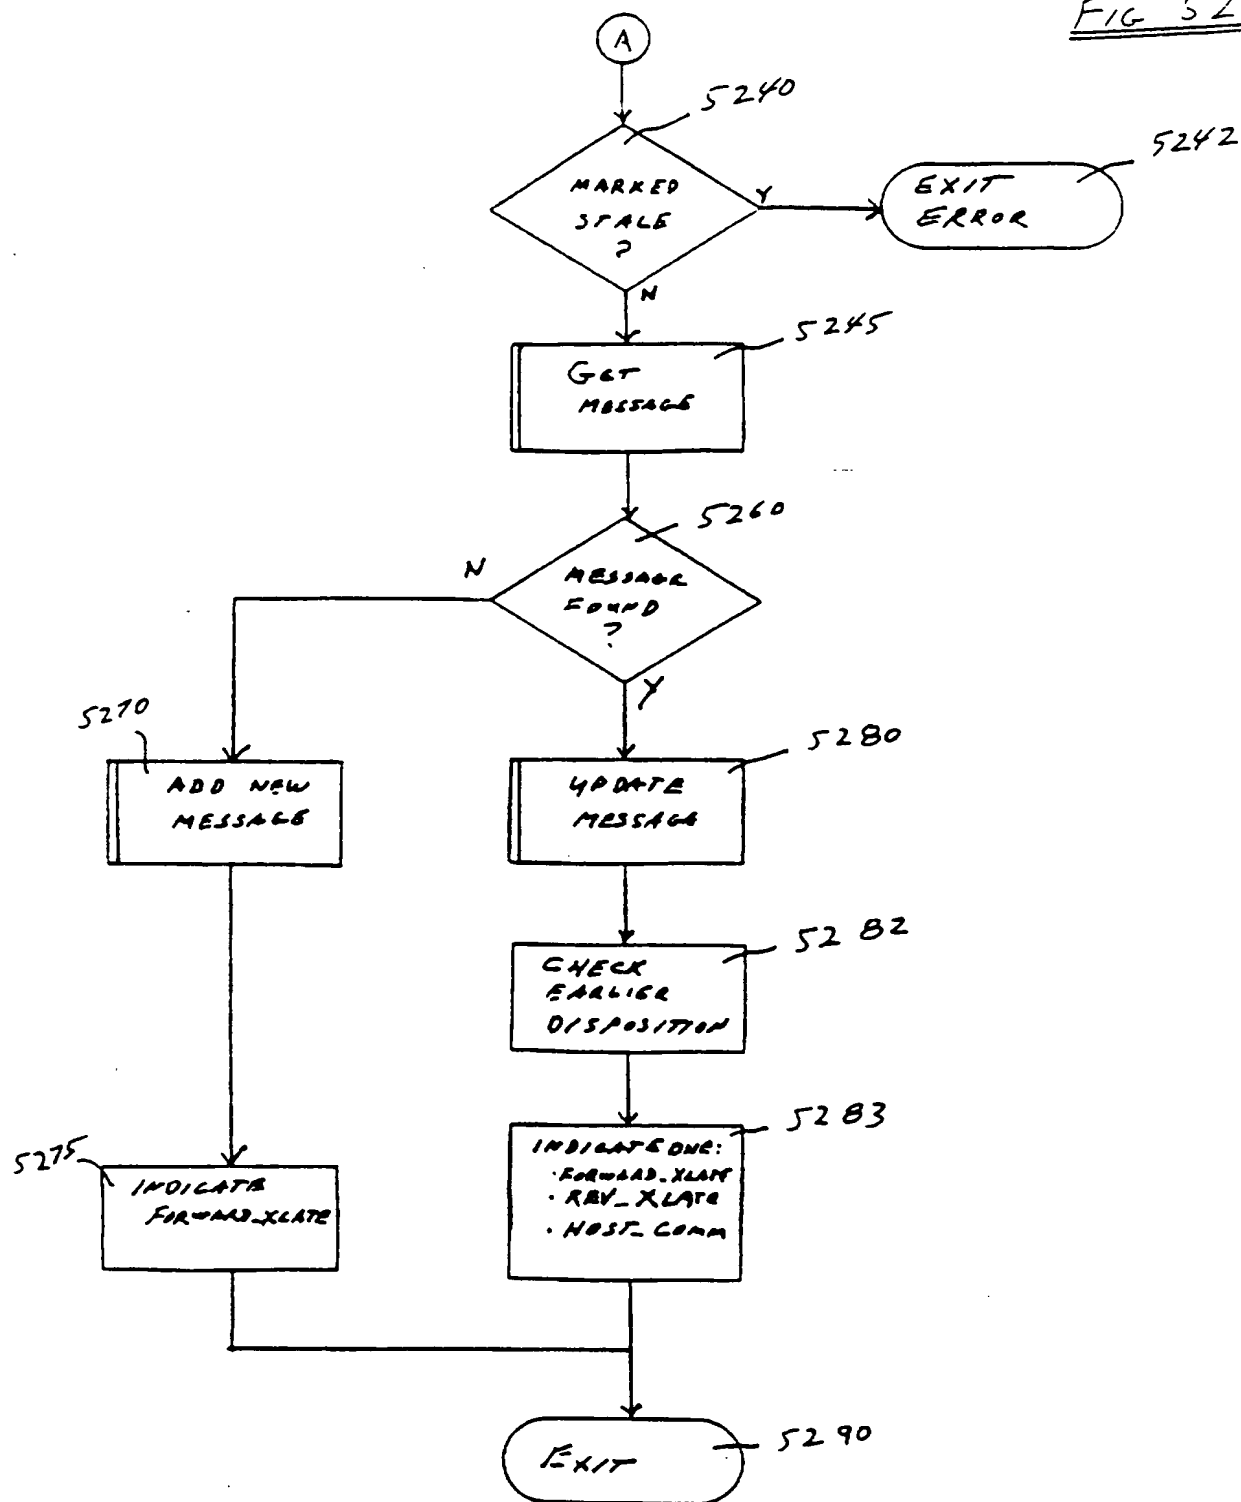 FIG 52
A
5240
MARKED
STALE
?
Y
N
EXIT
ERROR
5242
5245
GET
MESSAGE
5260
MESSAGE
FOUND
?
N
Y
5270
ADD NEW
MESSAGE
5280
UPDATE
MESSAGE
5282
CHECK
EARLIER
DISPOSITION
5283
INDICATE ONE:
· FORWARD_XLATE
· REV_XLATE
· HOST_COMM
5275
INDICATE
FORWARD_XLATE
EXIT
5290